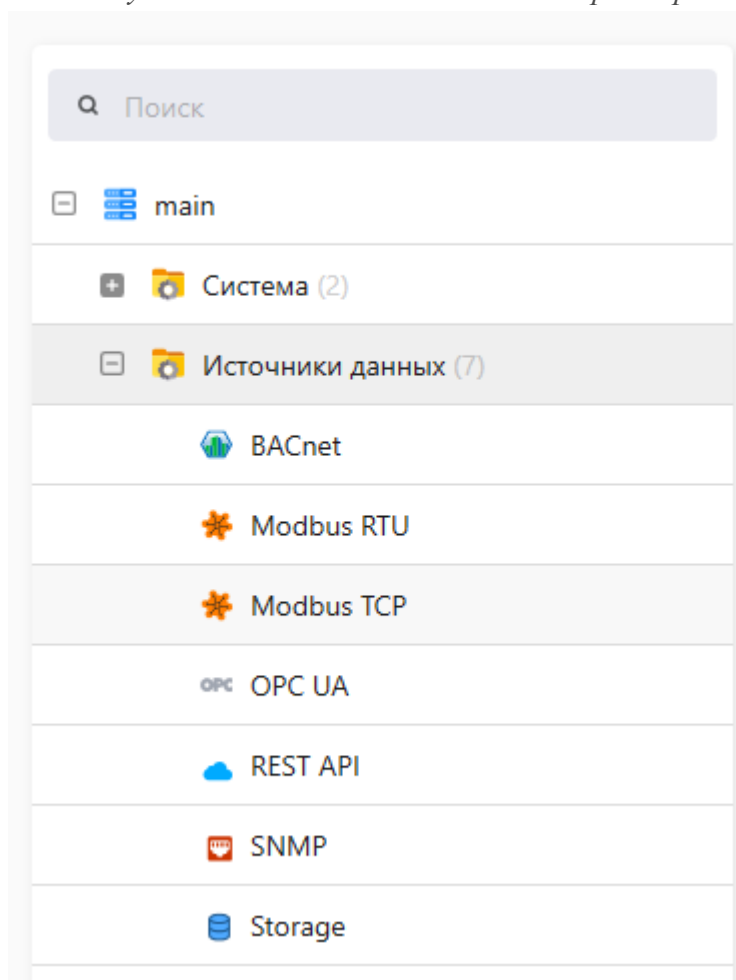 Поиск
main
Система (2)
Источники данных (7)
BACnet
Modbus RTU
Modbus TCP
OPC OPC UA
REST API
SNMP
Storage